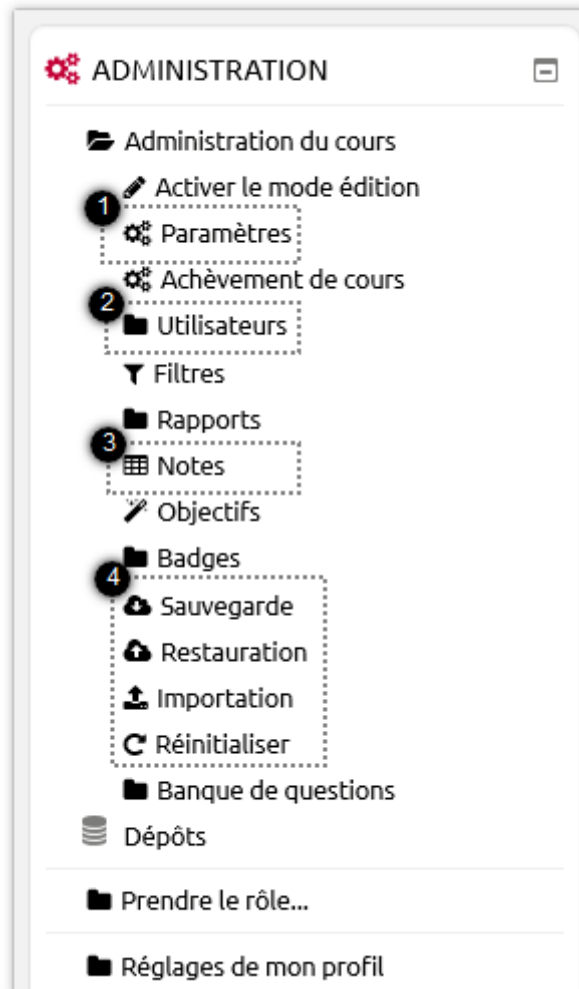 ADMINISTRATION
Administration du cours
Activer le mode édition
1
Paramètres
Achèvement de cours
2
Utilisateurs
Filtres
Rapports
3
Notes
Objectifs
Badges
4
Sauvegarde
Restauration
Importation
Réinitialiser
Banque de questions
Dépôts
Prendre le rôle...
Réglages de mon profil